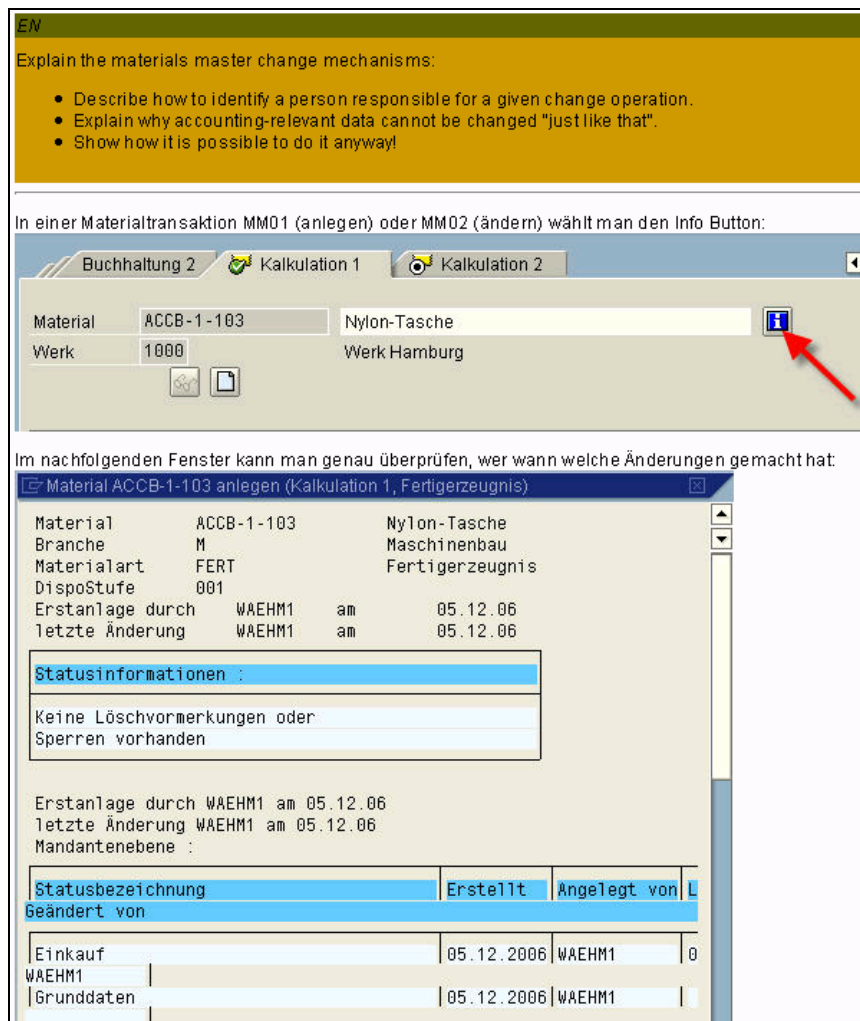 EN
Explain the materials master change mechanisms:
• Describe how to identify a person responsible for a given change operation.
• Explain why accounting-relevant data cannot be changed "just like that".
• Show how it is possible to do it anyway!
In einer Materialtransaktion MM01 (anlegen) oder MM02 (ändern) wählt man den Info Button:
Buchhaltung 2 Kalkulation 1 Kalkulation 2
Material ACCB-1-103 Nylon-Tasche
Werk 1000 Werk Hamburg
Im nachfolgenden Fenster kann man genau überprüfen, wer wann welche Änderungen gemacht hat:
Material ACCB-1-103 anlegen (Kalkulation 1, Fertigerzeugnis)
Material ACCB-1-103 Nylon-Tasche
Branche M Maschinenbau
Materialart FERT Fertigerzeugnis
DispoStufe 001
Erstanlage durch WAEHM1 am 05.12.06
letzte Änderung WAEHM1 am 05.12.06
Statusinformationen :
Keine Löschvormerkungen oder
Sperren vorhanden
Erstanlage durch WAEHM1 am 05.12.06
letzte Änderung WAEHM1 am 05.12.06
Mandantenebene :
Statusbezeichnung Erstellt Angelegt von L
Geändert von
Einkauf 05.12.2006 WAEHM1 0
WAEHM1
Grunddaten 05.12.2006 WAEHM1